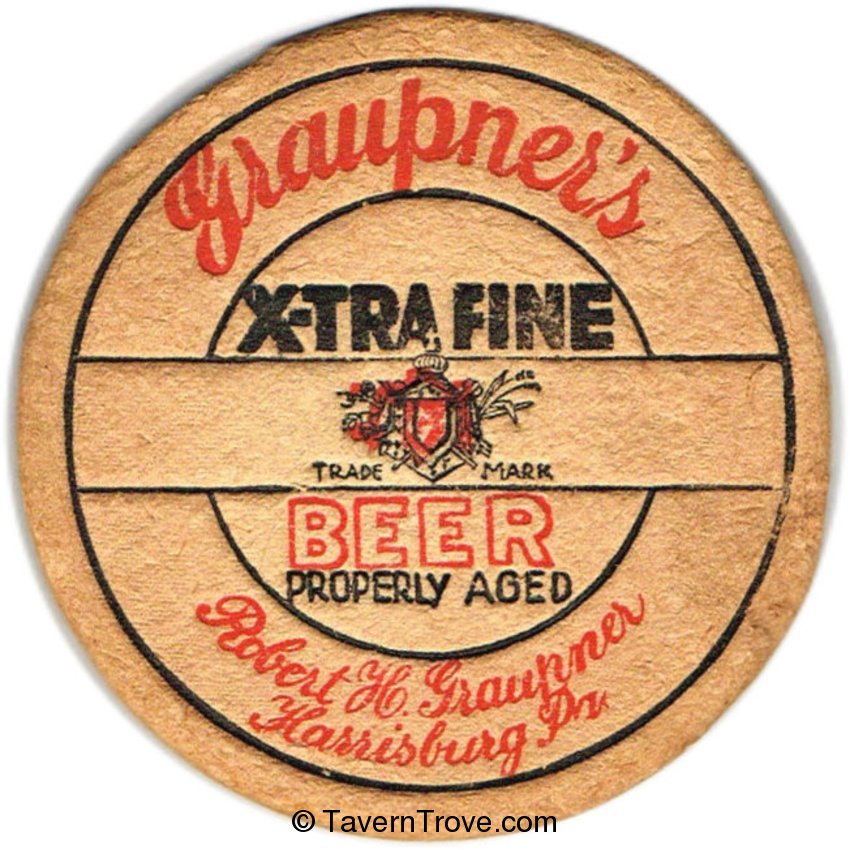 Graupner's
X-TRA FINE
TRADE MARK
BEER
PROPERLY AGED
Robert H. Graupner
Harrisburg Pa.
© TavernTrove.com